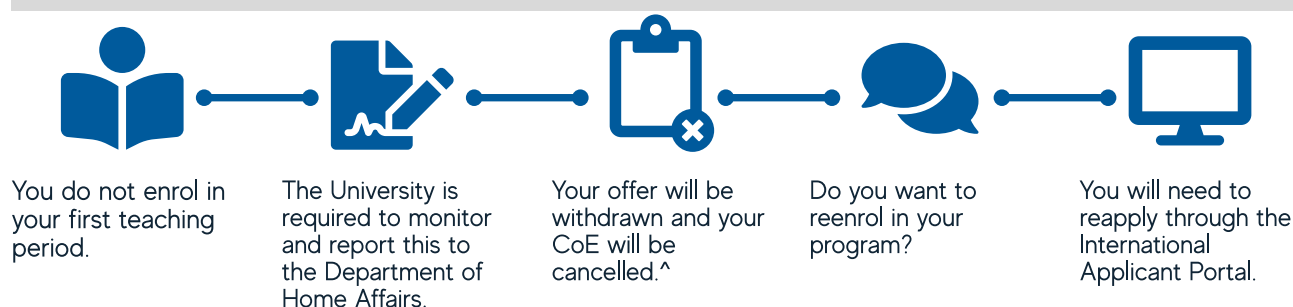 You do not enrol in
your first teaching
period.
The University is
required to monitor
and report this to
the Department of
Home Affairs.
Your offer will be
withdrawn and your
CoE will be
cancelled.^
Do you want to
reenrol in your
program?
You will need to
reapply through the
International
Applicant Portal.